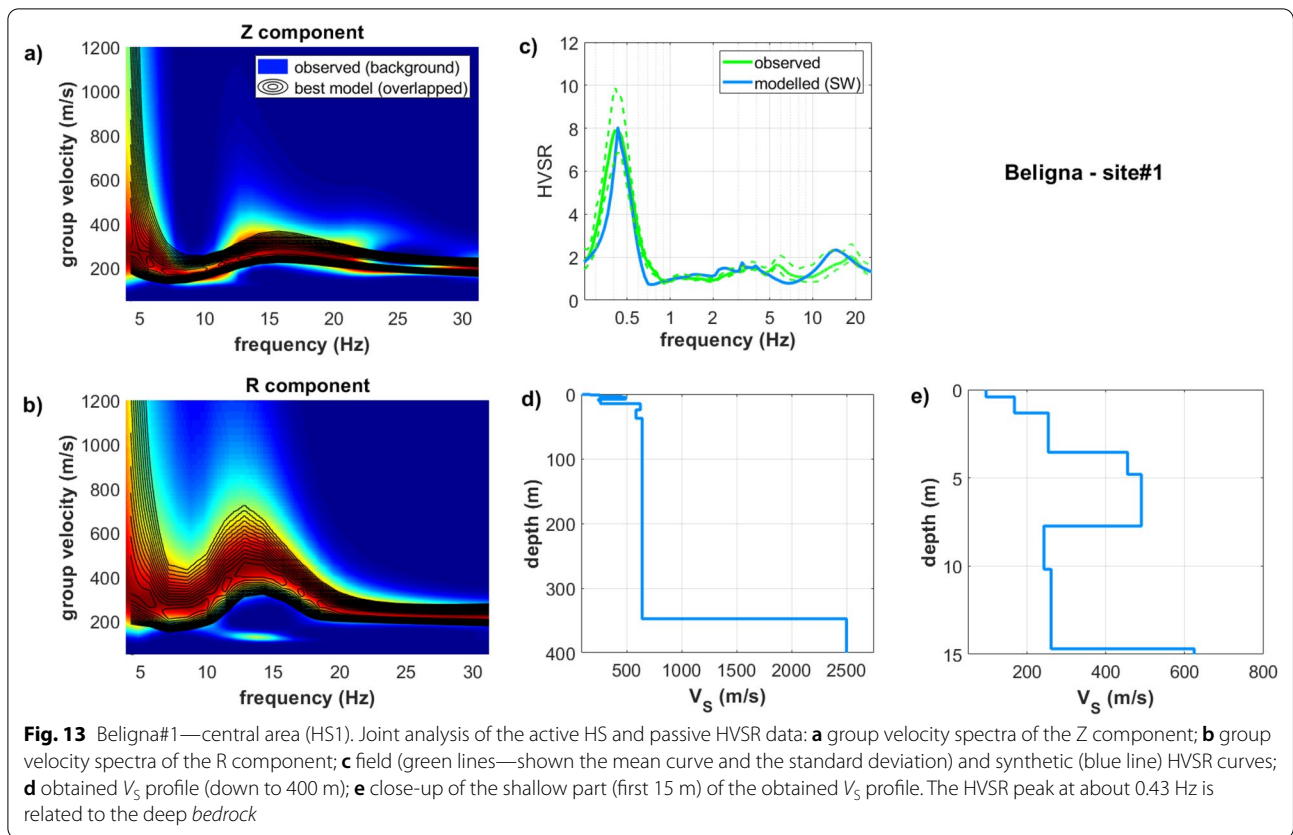 Z component
a)
1200
1000
800
600
400
200
group velocity (m/s)
observed (background)
best model (overlapped)
5 10 15 20 25 30
frequency (Hz)
c)
12
10
8
6
4
2
0
HVSR
observed
modelled (SW)
0.5 1 2 5 10 20
frequency (Hz)
Beligna - site#1
R component
b)
1200
1000
800
600
400
200
group velocity (m/s)
5 10 15 20 25 30
frequency (Hz)
d)
0
100
200
300
400
depth (m)
500 1000 1500 2000 2500
V_S (m/s)
e)
0
5
10
15
depth (m)
200 400 600 800
V_S (m/s)
Fig. 13 Beligna#1—central area (HS1). Joint analysis of the active HS and passive HVSR data: a group velocity spectra of the Z component; b group
velocity spectra of the R component; c field (green lines—shown the mean curve and the standard deviation) and synthetic (blue line) HVSR curves;
d obtained V_S profile (down to 400 m); e close-up of the shallow part (first 15 m) of the obtained V_S profile. The HVSR peak at about 0.43 Hz is
related to the deep bedrock